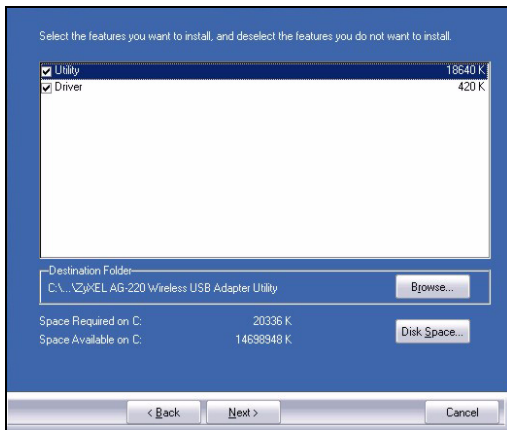 Select the features you want to install, and deselect the features you do not want to install.
Utility 18640 K
Driver 420 K
Destination Folder
C:\...\ZyXEL AG-220 Wireless USB Adapter Utility Browse...
Space Required on C: 20336 K
Space Available on C: 14698948 K
Disk Space...
< Back Next > Cancel